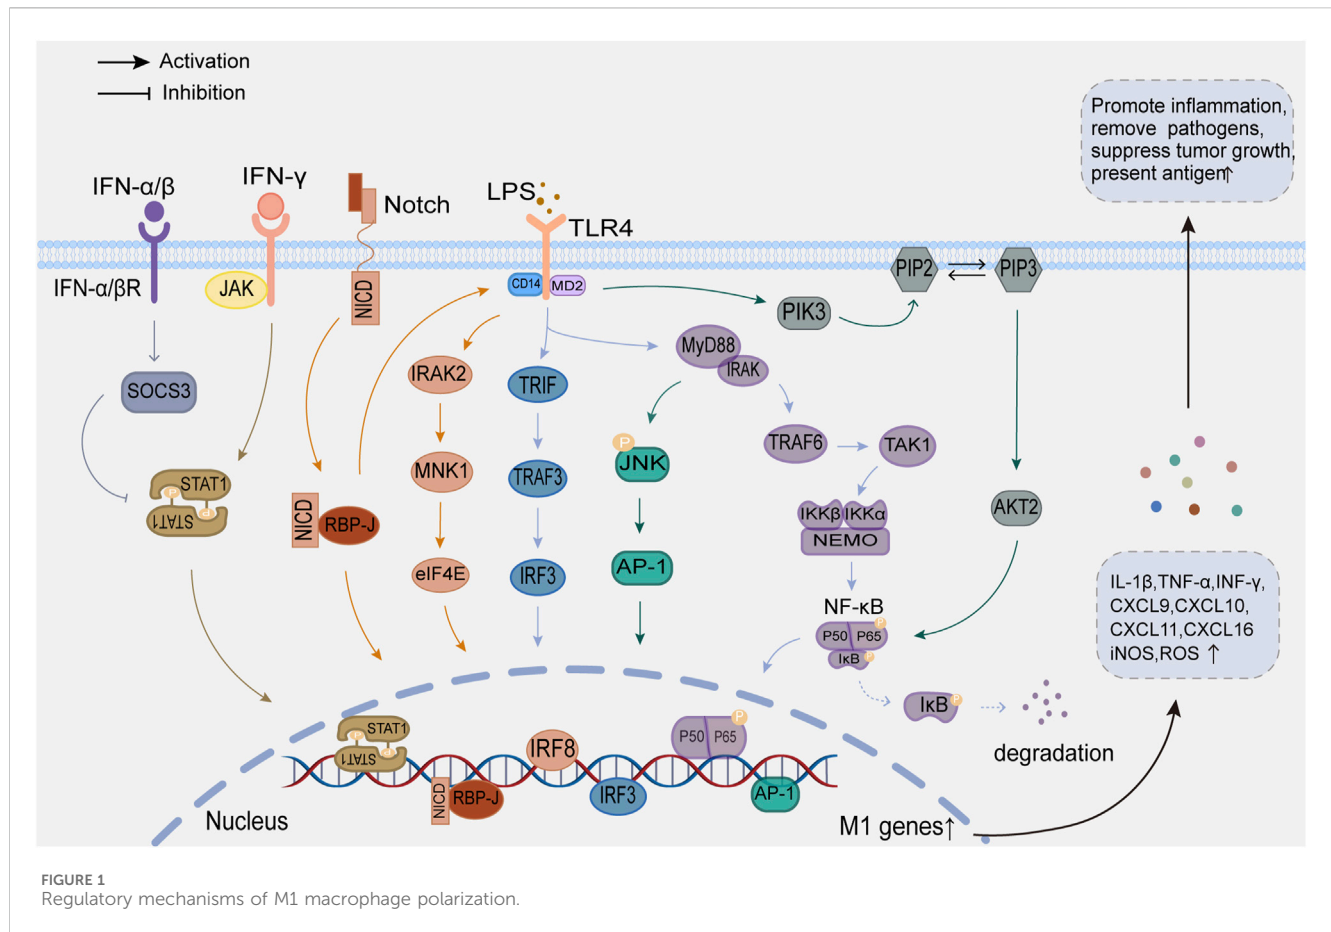 Activation
Inhibition
Promote inflammation,
remove pathogens,
suppress tumor growth,
present antigen↑
IFN-α/β
IFN-γ
Notch
LPS
TLR4
IFN-α/βR
JAK
NICD
CD14
MD2
PIP2
PIP3
PIK3
MyD88
IRAK
SOCS3
IRAK2
TRIF
TRAF6
TAK1
P
JNK
STAT1
P
P
STAT1
MNK1
TRAF3
NICD
RBP-J
IKKβ
IKKα
NEMO
AKT2
eIF4E
IRF3
AP-1
NF-κB
P50
P65
P
IκB
P
IL-1β,TNF-α,INF-γ,
CXCL9,CXCL10,
CXCL11,CXCL16
iNOS,ROS ↑
IκB
P
degradation
STAT1
P
P
STAT1
IRF8
P50
P65
P
NICD
RBP-J
IRF3
AP-1
Nucleus
M1 genes↑
FIGURE 1
Regulatory mechanisms of M1 macrophage polarization.